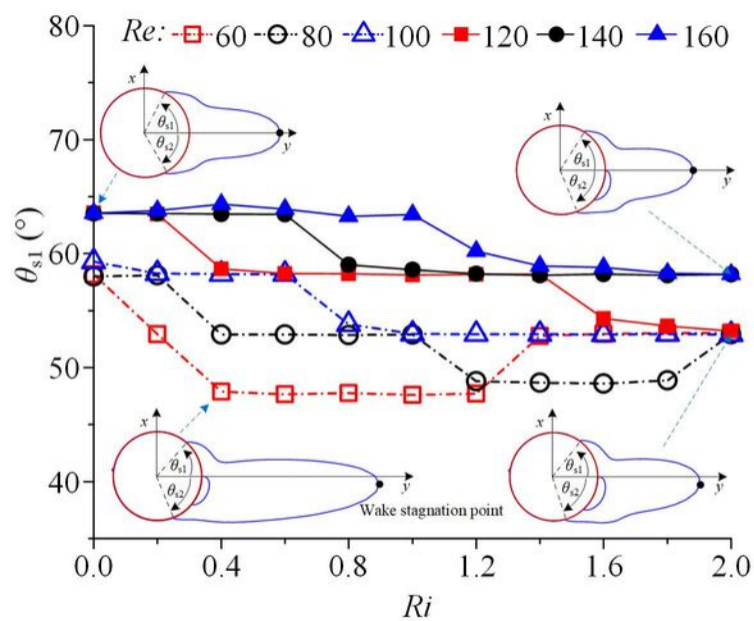 Re: 60 80 100 120 140 160
80
70
60
50
40
θs1 (°)
x
θs1
θs2
y
x
θs1
θs2
y
x
θs1
θs2
y
Wake stagnation point
x
θs1
θs2
y
0.0 0.4 0.8 1.2 1.6 2.0
Ri